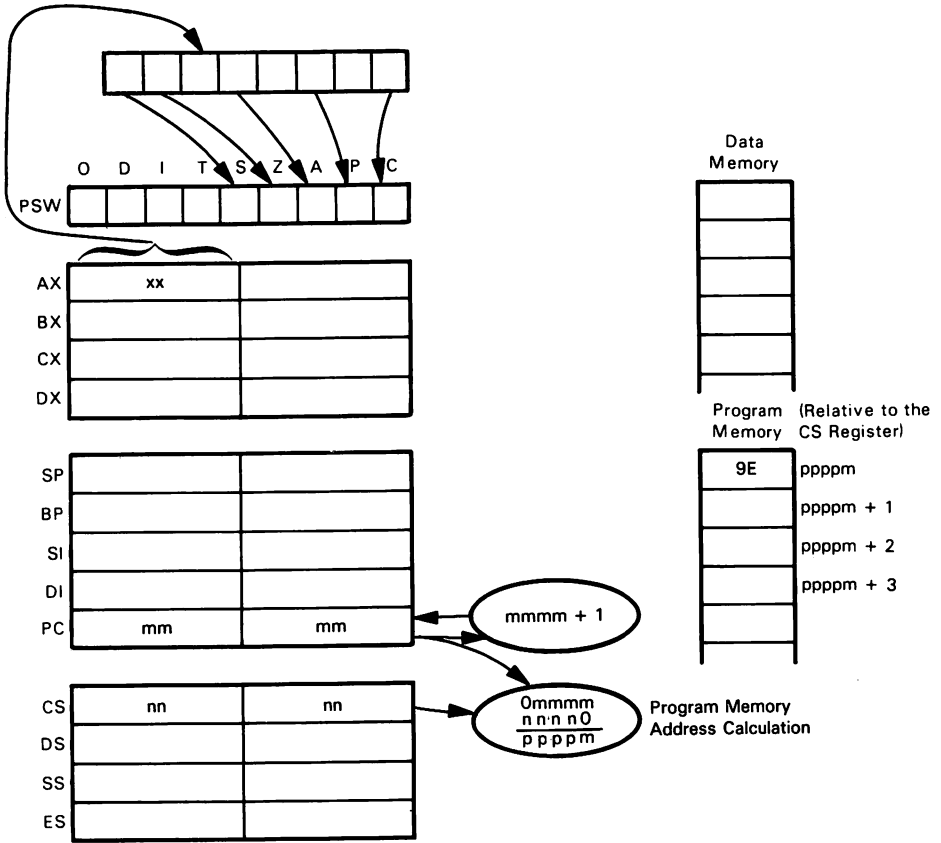 O D I T S Z A P C
PSW
AX xx
BX
CX
DX
SP
BP
SI
DI
PC mm mm
mmmm + 1
CS nn nn
DS
SS
ES
0mmmm
nnnn0
ppppm
Program Memory
Address Calculation
Data
Memory
Program
Memory
(Relative to the
CS Register)
9E ppppm
ppppm + 1
ppppm + 2
ppppm + 3